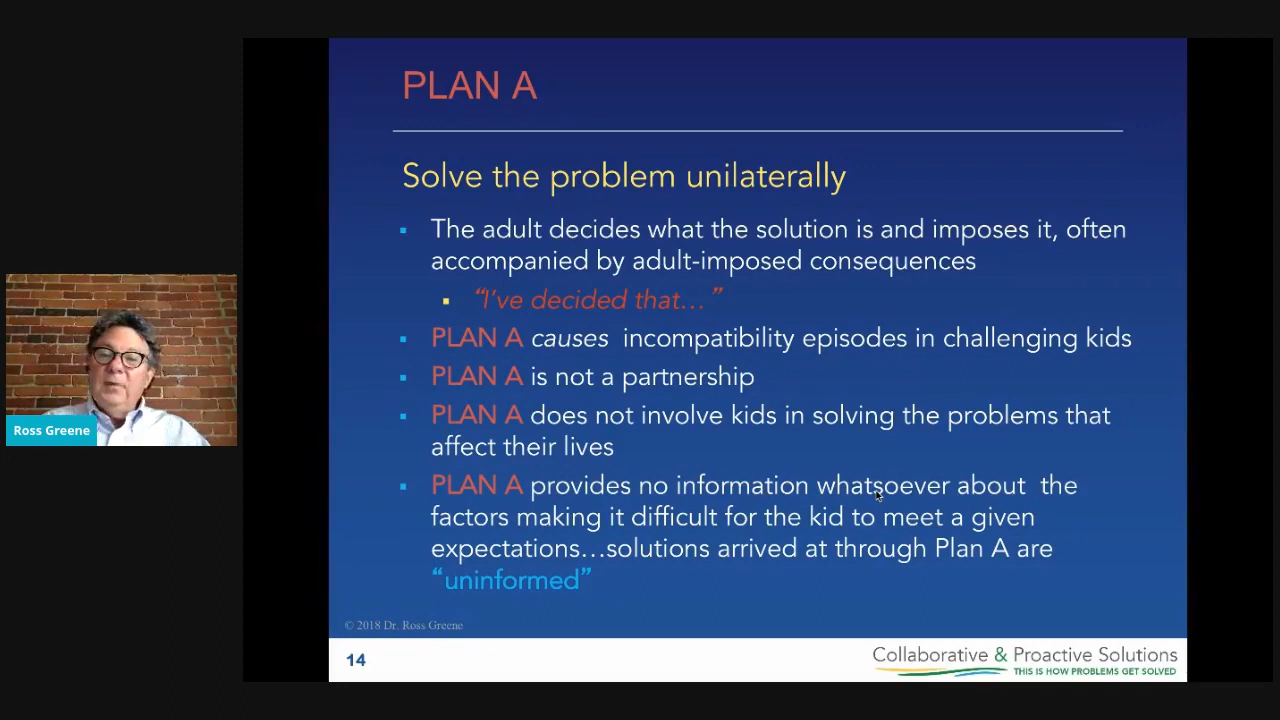 PLAN A
Solve the problem unilaterally
▪ The adult decides what the solution is and imposes it, often
accompanied by adult-imposed consequences
▪ “I’ve decided that…”
▪ PLAN A causes incompatibility episodes in challenging kids
▪ PLAN A is not a partnership
▪ PLAN A does not involve kids in solving the problems that
affect their lives
▪ PLAN A provides no information whatsoever about the
factors making it difficult for the kid to meet a given
expectations…solutions arrived at through Plan A are
“uninformed”
Ross Greene
© 2018 Dr. Ross Greene
14
Collaborative & Proactive Solutions
THIS IS HOW PROBLEMS GET SOLVED